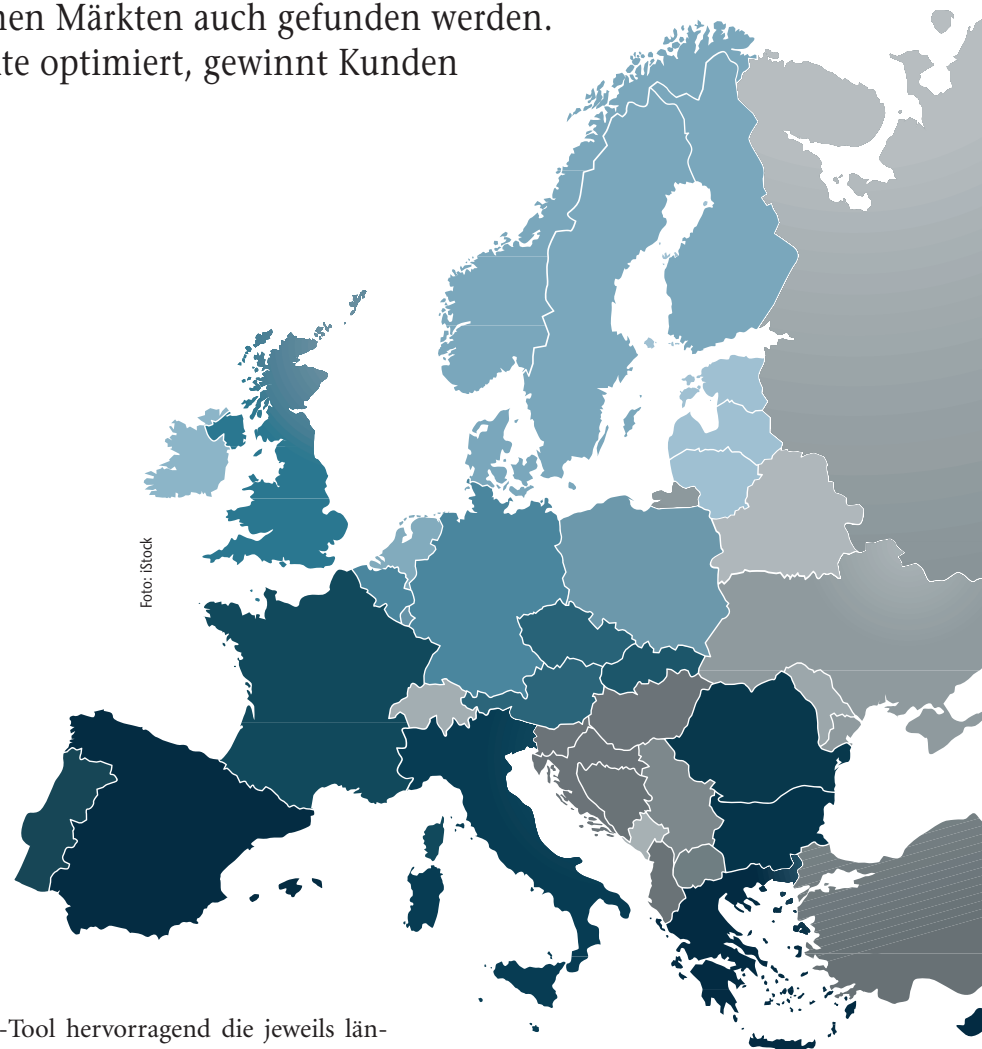 nen Märkten auch gefunden werden.
te optimiert, gewinnt Kunden
Foto: iStock
-Tool hervorragend die jeweils län-